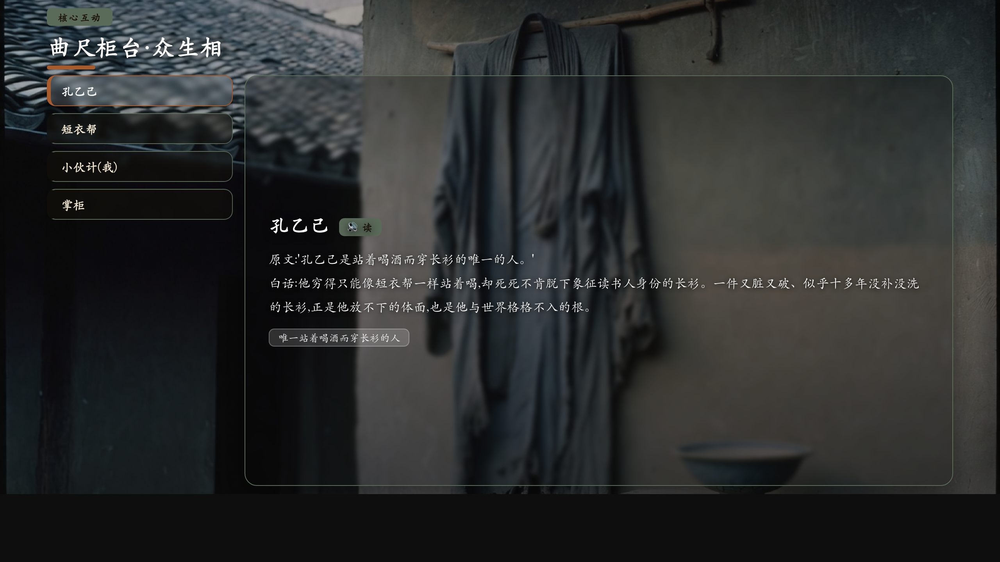 核心互动
曲尺柜台·众生相
孔乙己
短衣帮
小伙计(我)
掌柜
孔乙己 🔊 读
原文:'孔乙己是站着喝酒而穿长衫的唯一的人。'
白话:他穷得只能像短衣帮一样站着喝,却死死不肯脱下象征读书人身份的长衫。一件又脏又破、似乎十多年没补没洗
的长衫,正是他放不下的体面,也是他与世界格格不入的根。
唯一站着喝酒而穿长衫的人